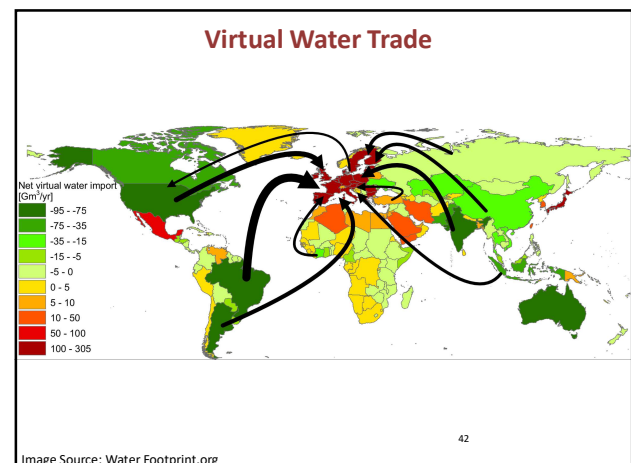 Virtual Water Trade
Net virtual water import
[Gm³/yr]
-95 - -75
-75 - -35
-35 - -15
-15 - -5
-5 - 0
0 - 5
5 - 10
10 - 50
50 - 100
100 - 305
42
Image Source: Water Footprint.org